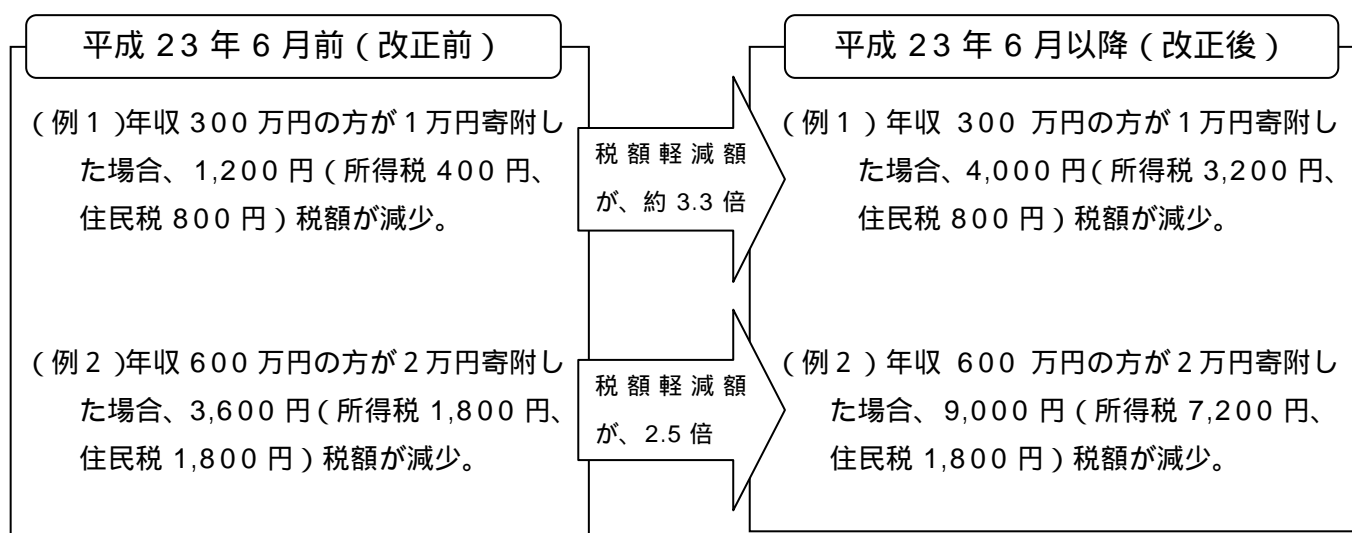 平成 23 年 6 月前（改正前）
（例１）年収 300 万円の方が１万円寄附し
た場合、1,200 円（所得税 400 円、
住民税 800 円）税額が減少。
（例２）年収 600 万円の方が２万円寄附し
た場合、3,600 円（所得税 1,800 円、
住民税 1,800 円）税額が減少。
税額軽減額
が、約 3.3 倍
税額軽減額
が、2.5 倍
平成 23 年 6 月以降（改正後）
（例１）年収 300 万円の方が１万円寄附し
た場合、4,000 円（所得税 3,200 円、
住民税 800 円）税額が減少。
（例２）年収 600 万円の方が２万円寄附し
た場合、9,000 円（所得税 7,200 円、
住民税 1,800 円）税額が減少。